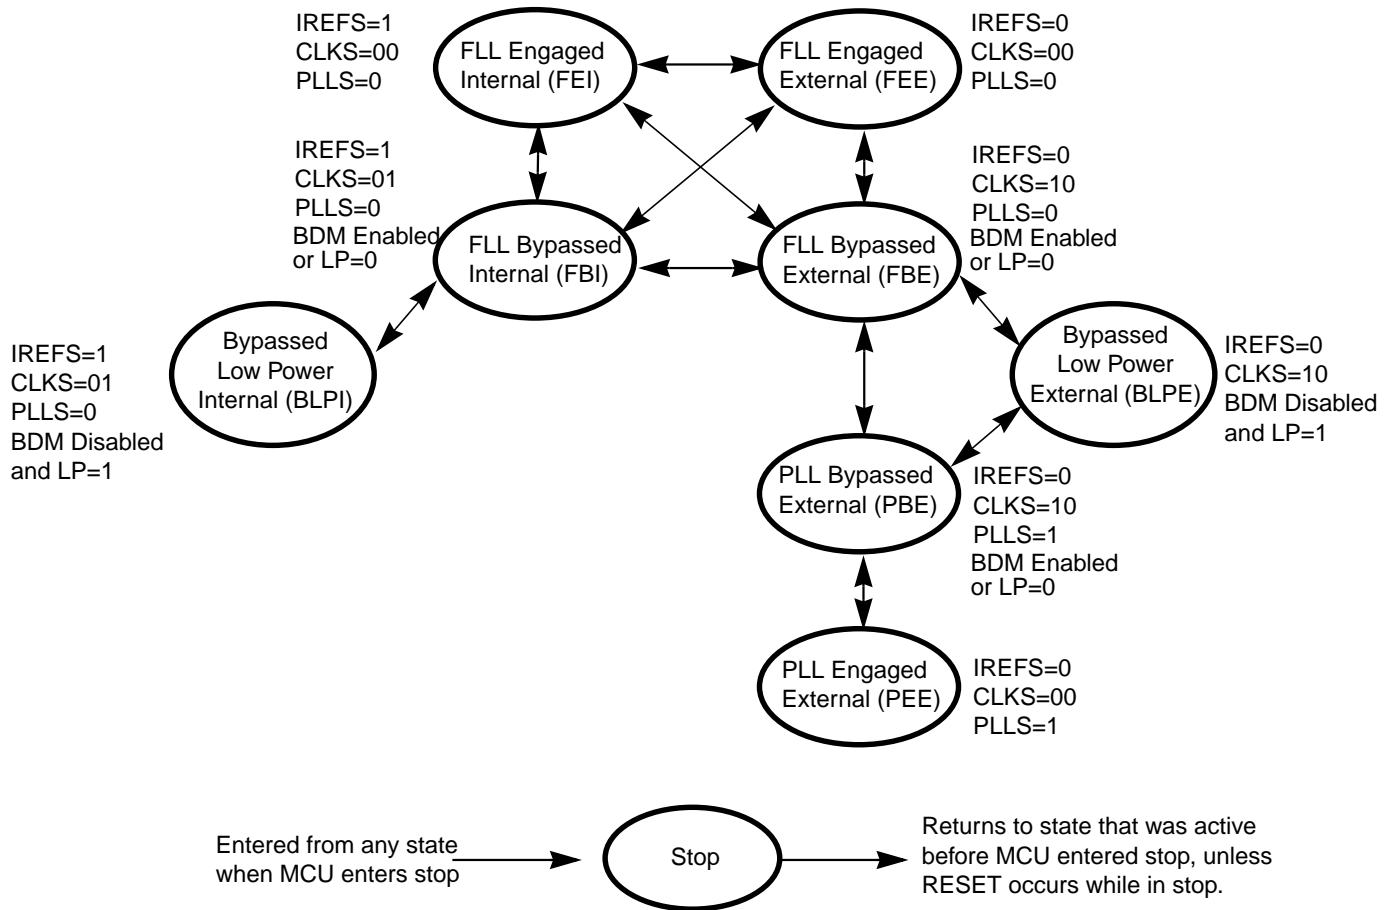 IREFS=1
CLKS=00
PLLS=0
FLL Engaged
Internal (FEI)
FLL Engaged
External (FEE)
IREFS=0
CLKS=00
PLLS=0
IREFS=1
CLKS=01
PLLS=0
BDM Enabled
or LP=0
FLL Bypassed
Internal (FBI)
FLL Bypassed
External (FBE)
IREFS=0
CLKS=10
PLLS=0
BDM Enabled
or LP=0
IREFS=1
CLKS=01
PLLS=0
BDM Disabled
and LP=1
Bypassed
Low Power
Internal (BLPI)
Bypassed
Low Power
External (BLPE)
IREFS=0
CLKS=10
BDM Disabled
and LP=1
PLL Bypassed
External (PBE)
IREFS=0
CLKS=10
PLLS=1
BDM Enabled
or LP=0
PLL Engaged
External (PEE)
IREFS=0
CLKS=00
PLLS=1
Entered from any state
when MCU enters stop
Stop
Returns to state that was active
before MCU entered stop, unless
RESET occurs while in stop.